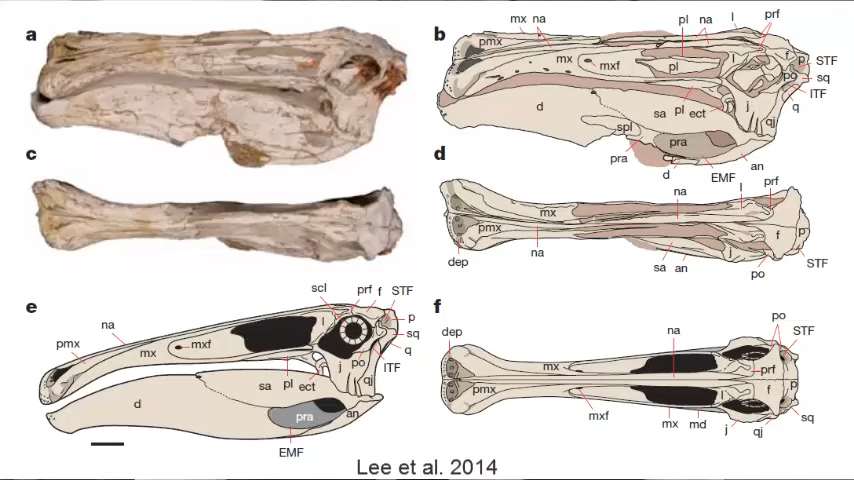 a
b
mx na pl na l prf
pmx
mx mxf pl l f p STF
po sq
ITF
d sa pl ect j qj q
spl
pra
pra
d EMF an
c
d
na l prf
mx
pmx
f p
dep na
sa an j po STF
e
scl prf f STF
na l p
pmx mx mxf sq
q
j po ITF
sa pl ect qj
d pra an
EMF
f
po
dep na STF
mx prf
pmx l f p
mxf mx md j qj sq
Lee et al. 2014